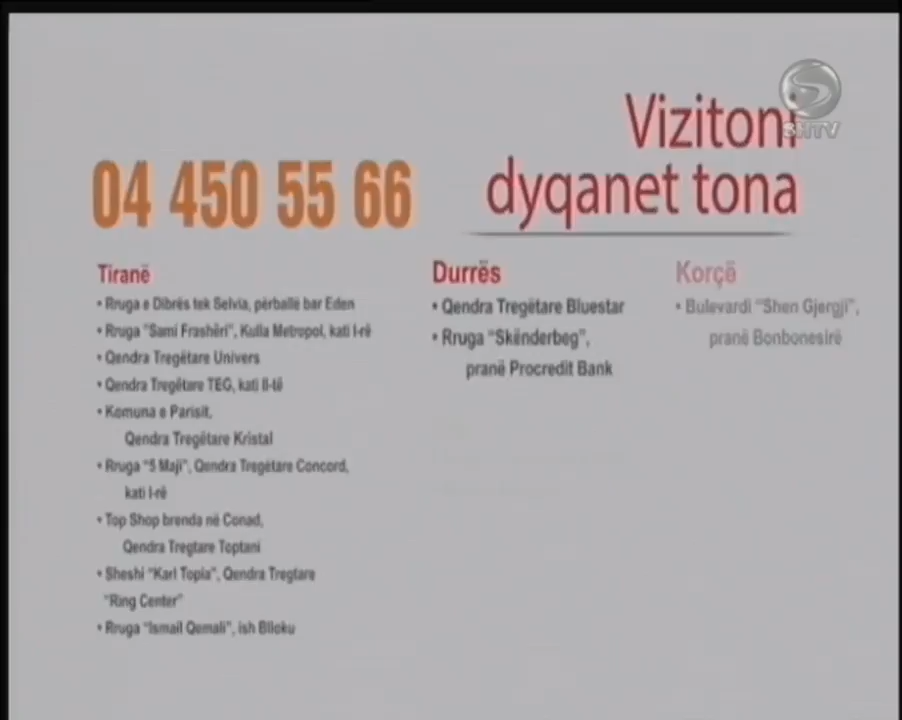 Vizitoni
dyqanet tona
SHTV
04 450 55 66
Tiranë
• Rruga e Dibrës tek Selvia, përballë bar Eden
• Rruga "Sami Frashëri", Kulla Metropol, kati I-rë
• Qendra Tregëtare Univers
• Qendra Tregëtare TEG, kati II-të
• Komuna e Parisit,
Qendra Tregëtare Kristal
• Rruga "5 Maji", Qendra Tregëtare Concord,
kati I-rë
• Top Shop brenda në Conad,
Qendra Tregtare Toptani
• Sheshi "Karl Topia", Qendra Tregtare
"Ring Center"
• Rruga "Ismail Qemali", ish Blloku
Durrës
• Qendra Tregëtare Bluestar
• Rruga "Skënderbeg",
pranë Procredit Bank
Korçë
• Bulevardi "Shen Gjergji",
pranë Bonbonesirë